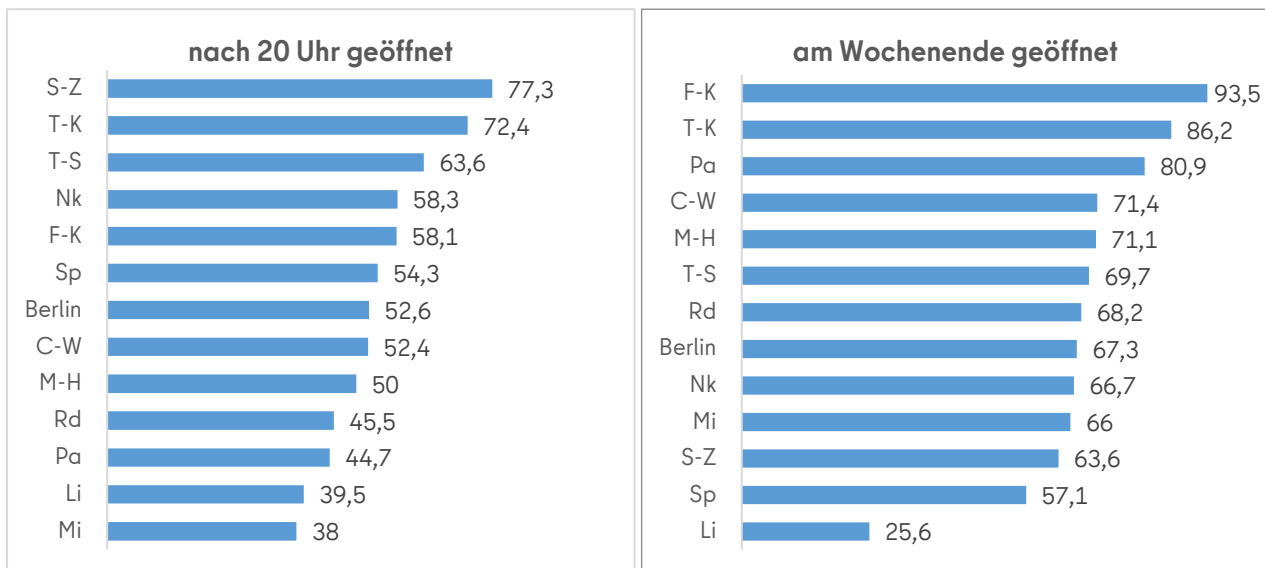 nach 20 Uhr geöffnet
S-Z 77,3
T-K 72,4
T-S 63,6
Nk 58,3
F-K 58,1
Sp 54,3
Berlin 52,6
C-W 52,4
M-H 50
Rd 45,5
Pa 44,7
Li 39,5
Mi 38
am Wochenende geöffnet
F-K 93,5
T-K 86,2
Pa 80,9
C-W 71,4
M-H 71,1
T-S 69,7
Rd 68,2
Berlin 67,3
Nk 66,7
Mi 66
S-Z 63,6
Sp 57,1
Li 25,6